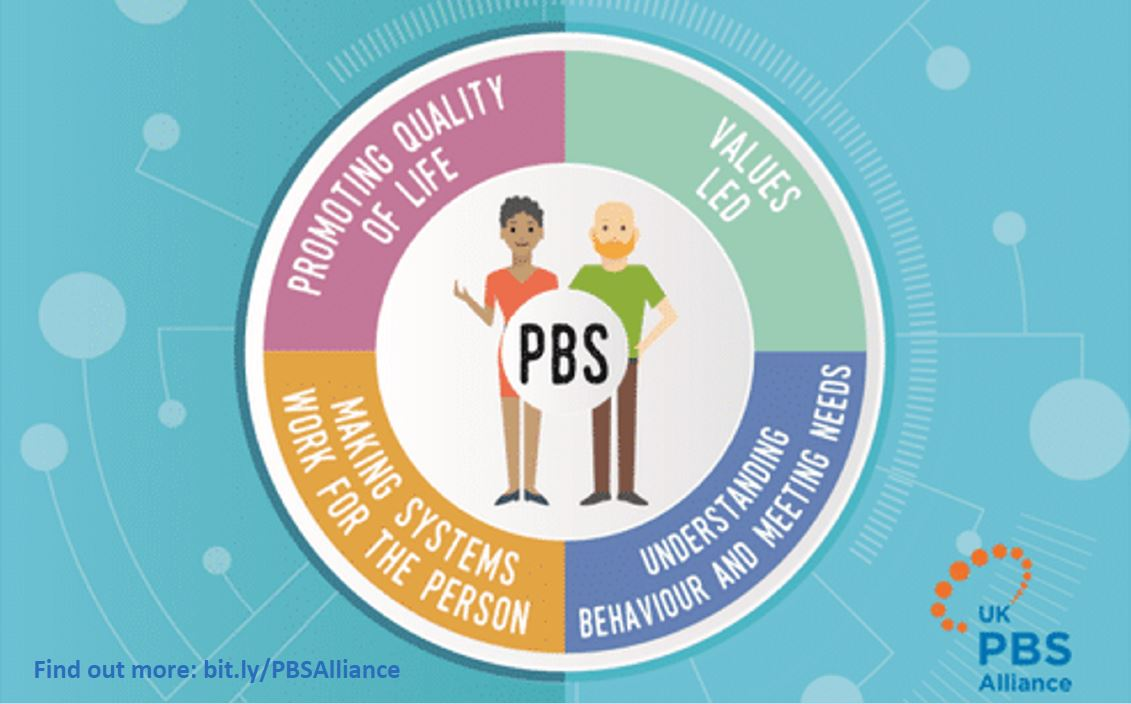 PROMOTING QUALITY
OF LIFE
VALUES
LED
PBS
MAKING SYSTEMS
WORK FOR THE PERSON
UNDERSTANDING
BEHAVIOUR AND MEETING NEEDS
Find out more: bit.ly/PBSAlliance
UK
PBS
Alliance